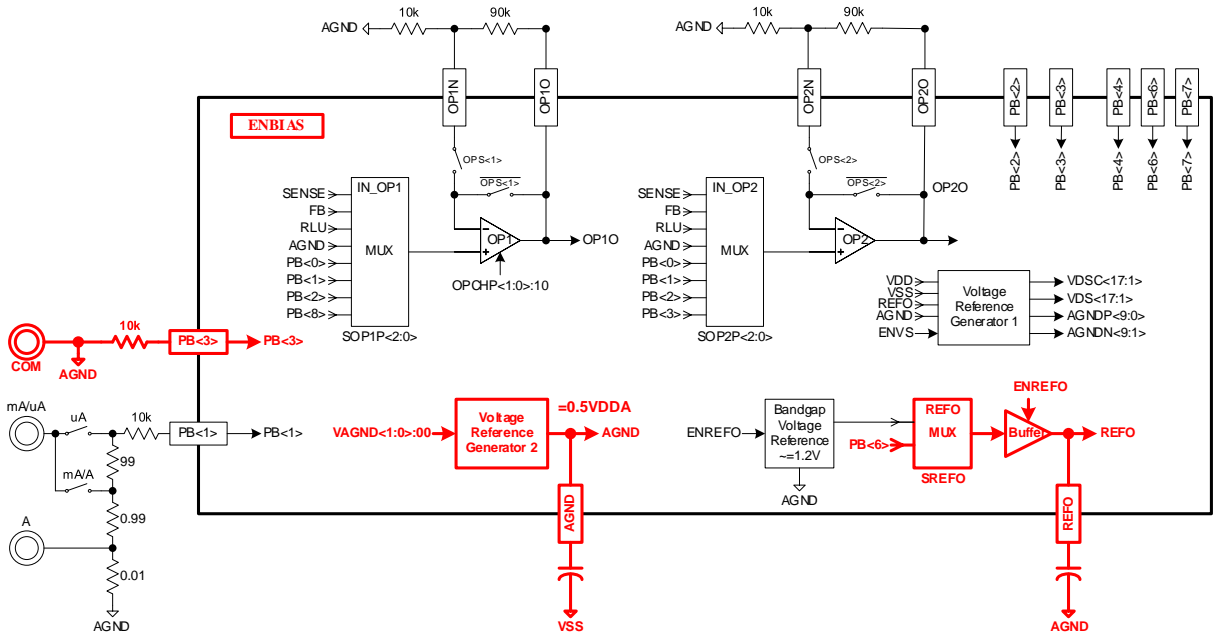 AGND
10k
90k
AGND
10k
90k
OP1N
OP1O
OP2N
OP2O
PB<2>
PB<3>
PB<4>
PB<6>
PB<7>
ENBIAS
OPS<1>
OPS<1>
OPS<2>
OPS<2>
OP2O
PB<2>
PB<3>
PB<4>
PB<6>
PB<7>
IN_OP1
SENSE
FB
RLU
AGND
PB<0>
PB<1>
PB<2>
PB<8>
MUX
SOP1P<2:0>
OP1
OP1O
OPCHP<1:0>:10
IN_OP2
SENSE
FB
RLU
AGND
PB<0>
PB<1>
PB<2>
PB<3>
MUX
SOP2P<2:0>
OP2
VDD
VSS
REFO
AGND
ENVS
Voltage
Reference
Generator 1
VDSC<17:1>
VDS<17:1>
AGNDP<9:0>
AGNDN<9:1>
COM
AGND
10k
PB<3>
PB<3>
mA/uA
uA
10k
PB<1>
PB<1>
99
mA/A
0.99
A
0.01
AGND
VAGND<1:0>:00
Voltage
Reference
Generator 2
=0.5VDDA
AGND
AGND
VSS
ENREFO
Bandgap
Voltage
Reference
~=1.2V
AGND
PB<6>
REFO
MUX
SREFO
ENREFO
Buffer
REFO
REFO
AGND